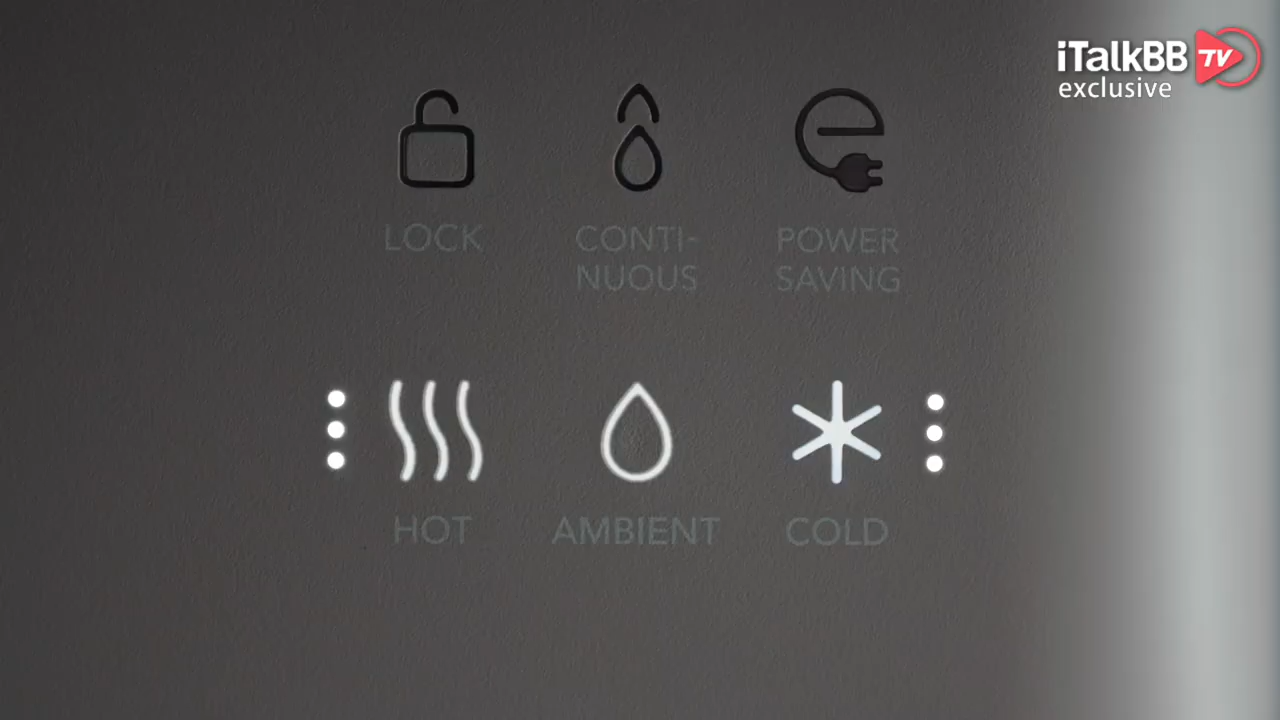 iTalkBB TV
exclusive
LOCK
CONTI-
NUOUS
POWER
SAVING
HOT
AMBIENT
COLD